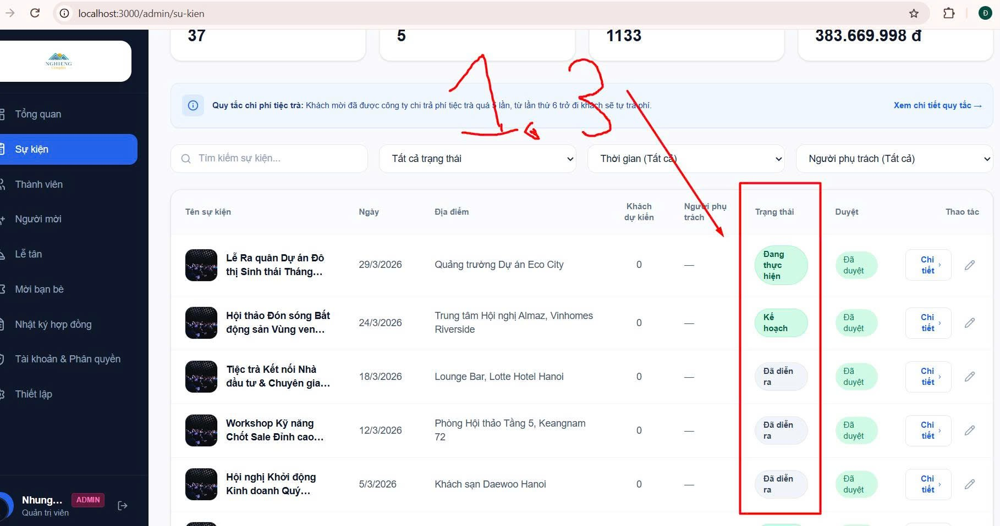 localhost:3000/admin/su-kien
Đ
NGHIENG
Complex
37
5
1133
383.669.998 đ
1. 3
Quy tắc chi phí tiệc trà: Khách mời đã được công ty chi trả phí tiệc trà quá 5 lần, từ lần thứ 6 trở đi khách sẽ tự trả phí.
Xem chi tiết quy tắc →
Tổng quan
Sự kiện
Thành viên
Người mời
Lễ tân
Mời bạn bè
Nhật ký hợp đồng
Tài khoản & Phân quyền
Thiết lập
Nhung...
ADMIN
Quản trị viên
Tìm kiếm sự kiện...
Tất cả trạng thái
Thời gian (Tất cả)
Người phụ trách (Tất cả)
Tên sự kiện
Ngày
Địa điểm
Khách
dự kiến
Người phụ
trách
Trạng thái
Duyệt
Thao tác
Lễ Ra quân Dự án Đô
thị Sinh thái Tháng...
29/3/2026
Quảng trường Dự án Eco City
0
—
Đang
thực
hiện
Đã
duyệt
Chi
tiết ›
Hội thảo Đón sóng Bất
động sản Vùng ven...
24/3/2026
Trung tâm Hội nghị Almaz, Vinhomes
Riverside
0
—
Kế
hoạch
Đã
duyệt
Chi
tiết ›
Tiệc trà Kết nối Nhà
đầu tư & Chuyên gia...
18/3/2026
Lounge Bar, Lotte Hotel Hanoi
0
—
Đã diễn
ra
Đã
duyệt
Chi
tiết ›
Workshop Kỹ năng
Chốt Sale Đỉnh cao...
12/3/2026
Phòng Hội thảo Tầng 5, Keangnam
72
0
—
Đã diễn
ra
Đã
duyệt
Chi
tiết ›
Hội nghị Khởi động
Kinh doanh Quý...
5/3/2026
Khách sạn Daewoo Hanoi
0
—
Đã diễn
ra
Đã
duyệt
Chi
tiết ›